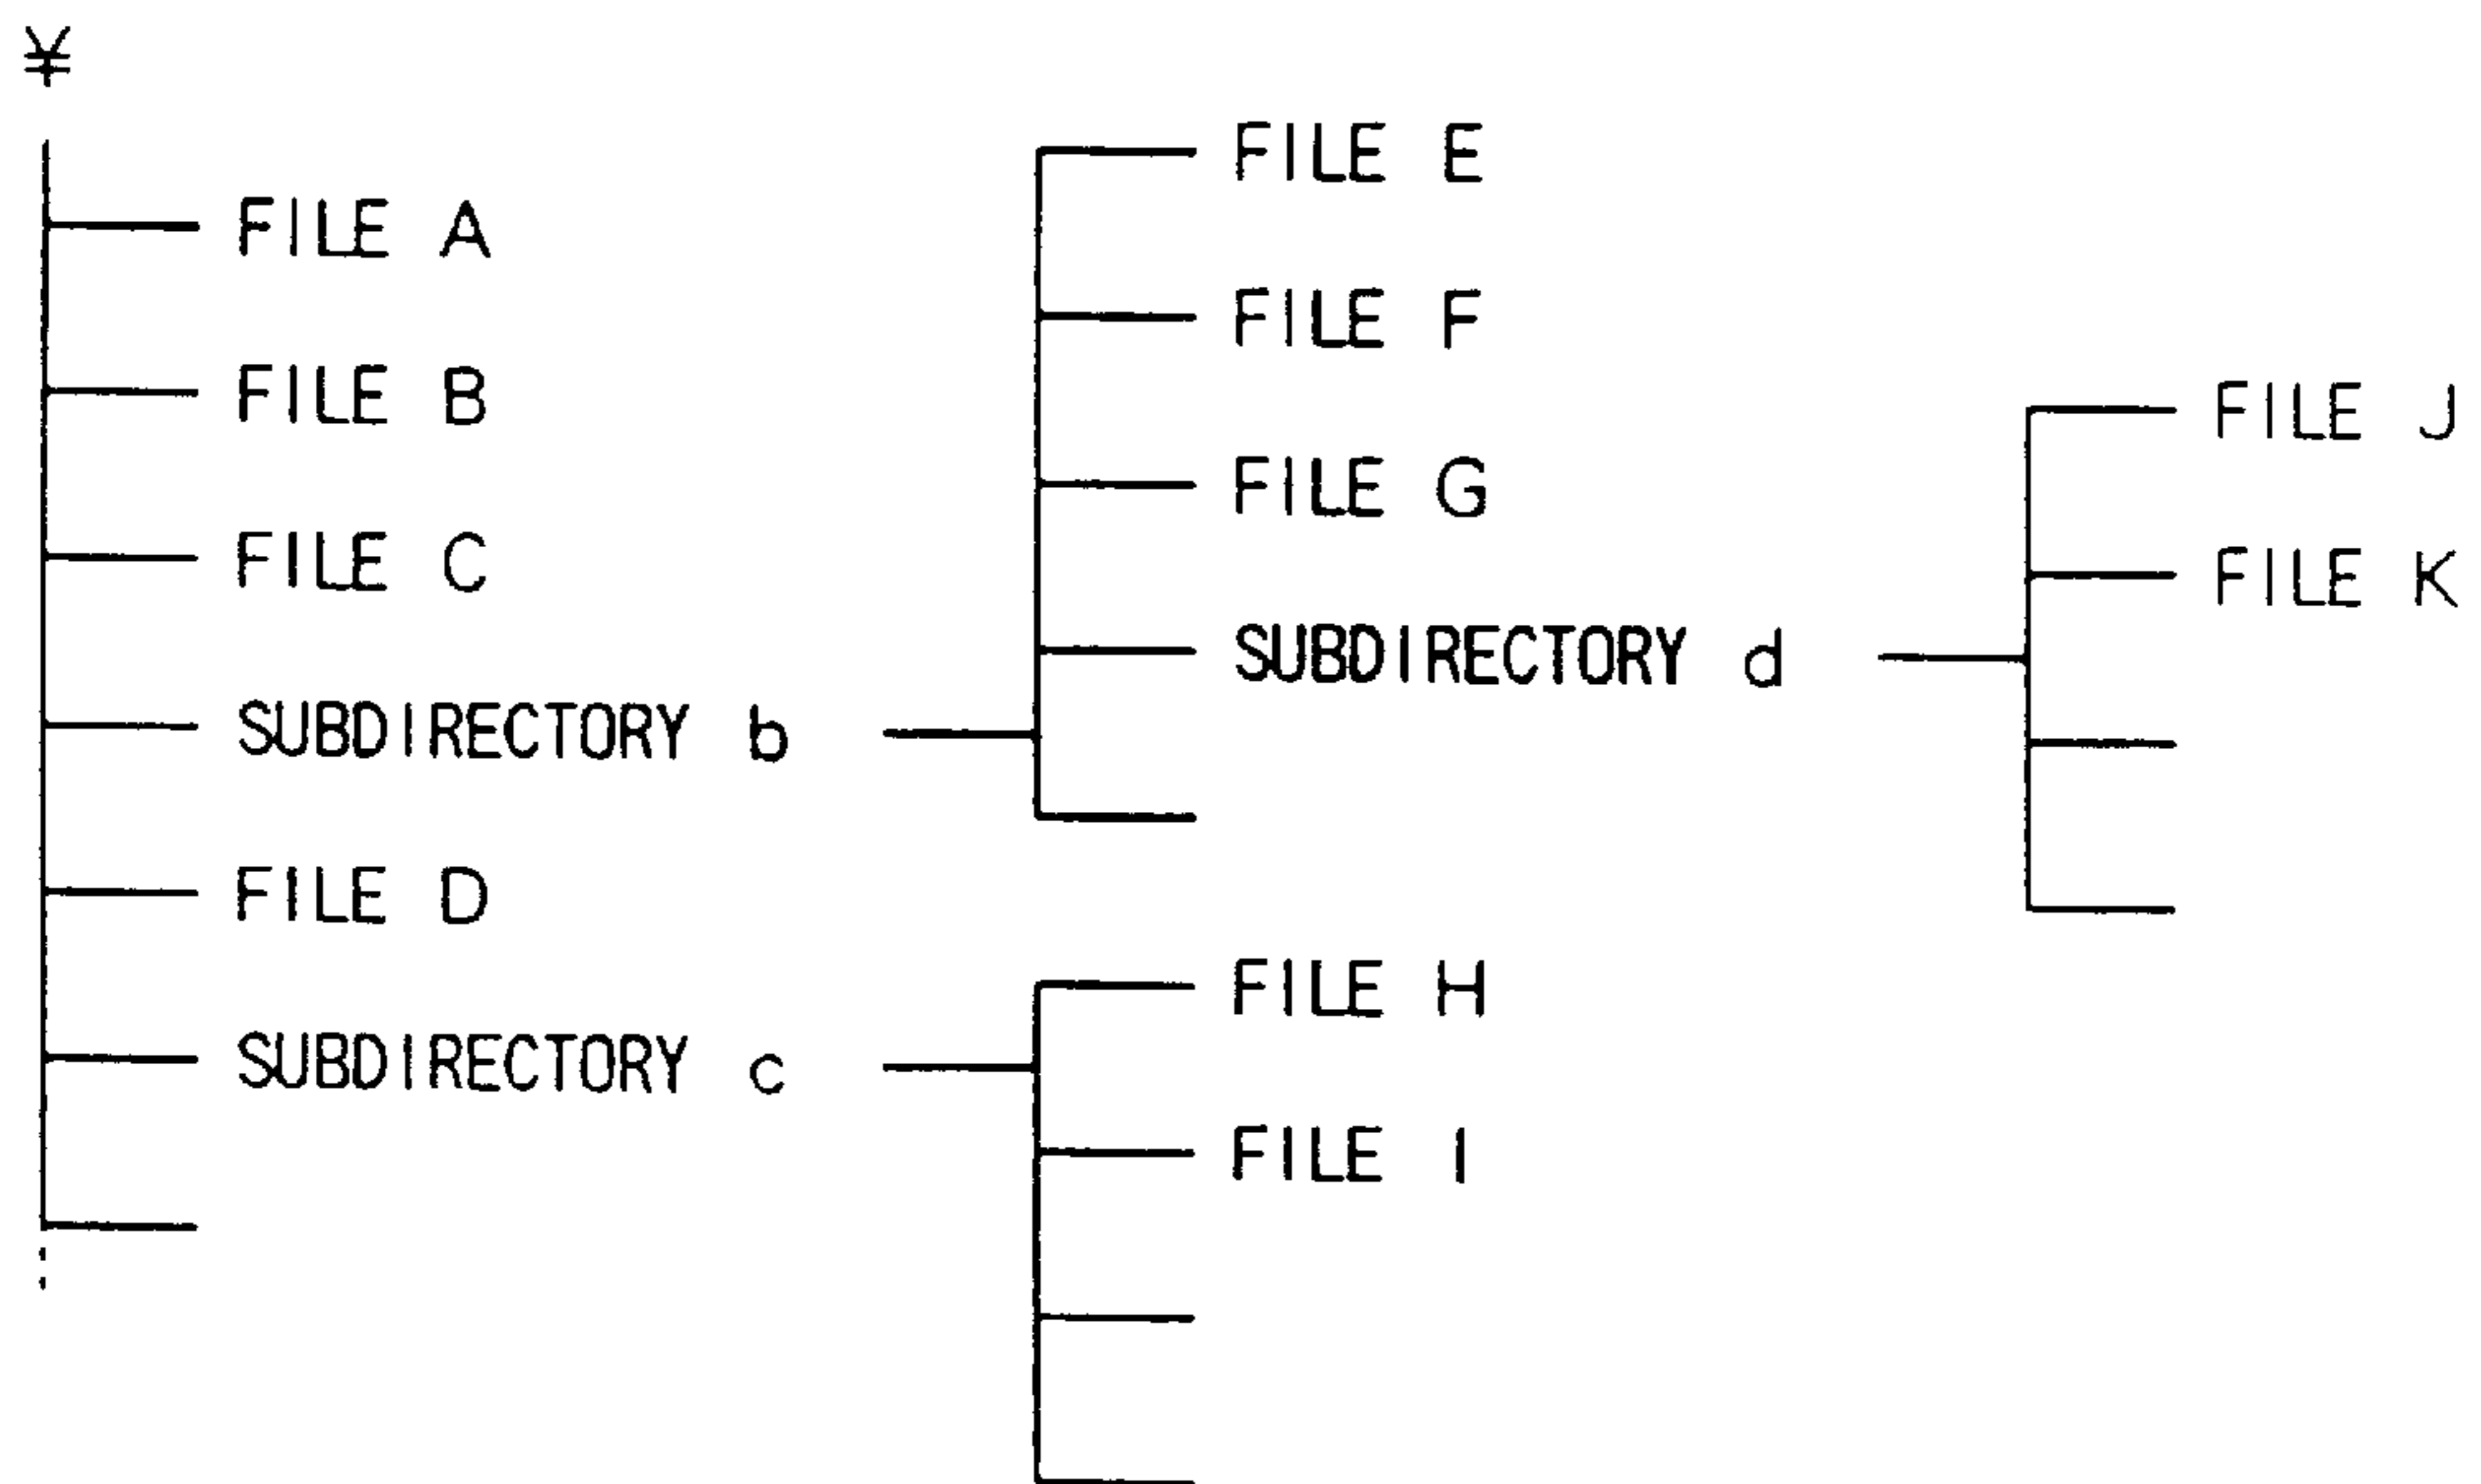 ¥
FILE A
FILE B
FILE C
SUBDIRECTORY b
FILE D
SUBDIRECTORY c
FILE E
FILE F
FILE G
SUBDIRECTORY d
FILE H
FILE I
FILE J
FILE K